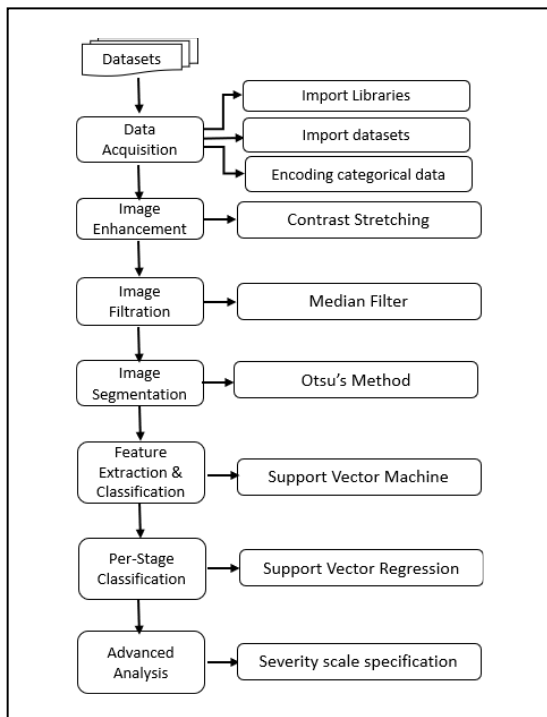 Datasets
Data
Acquisition
Import Libraries
Import datasets
Encoding categorical data
Image
Enhancement
Contrast Stretching
Image
Filtration
Median Filter
Image
Segmentation
Otsu's Method
Feature
Extraction &
Classification
Support Vector Machine
Per-Stage
Classification
Support Vector Regression
Advanced
Analysis
Severity scale specification